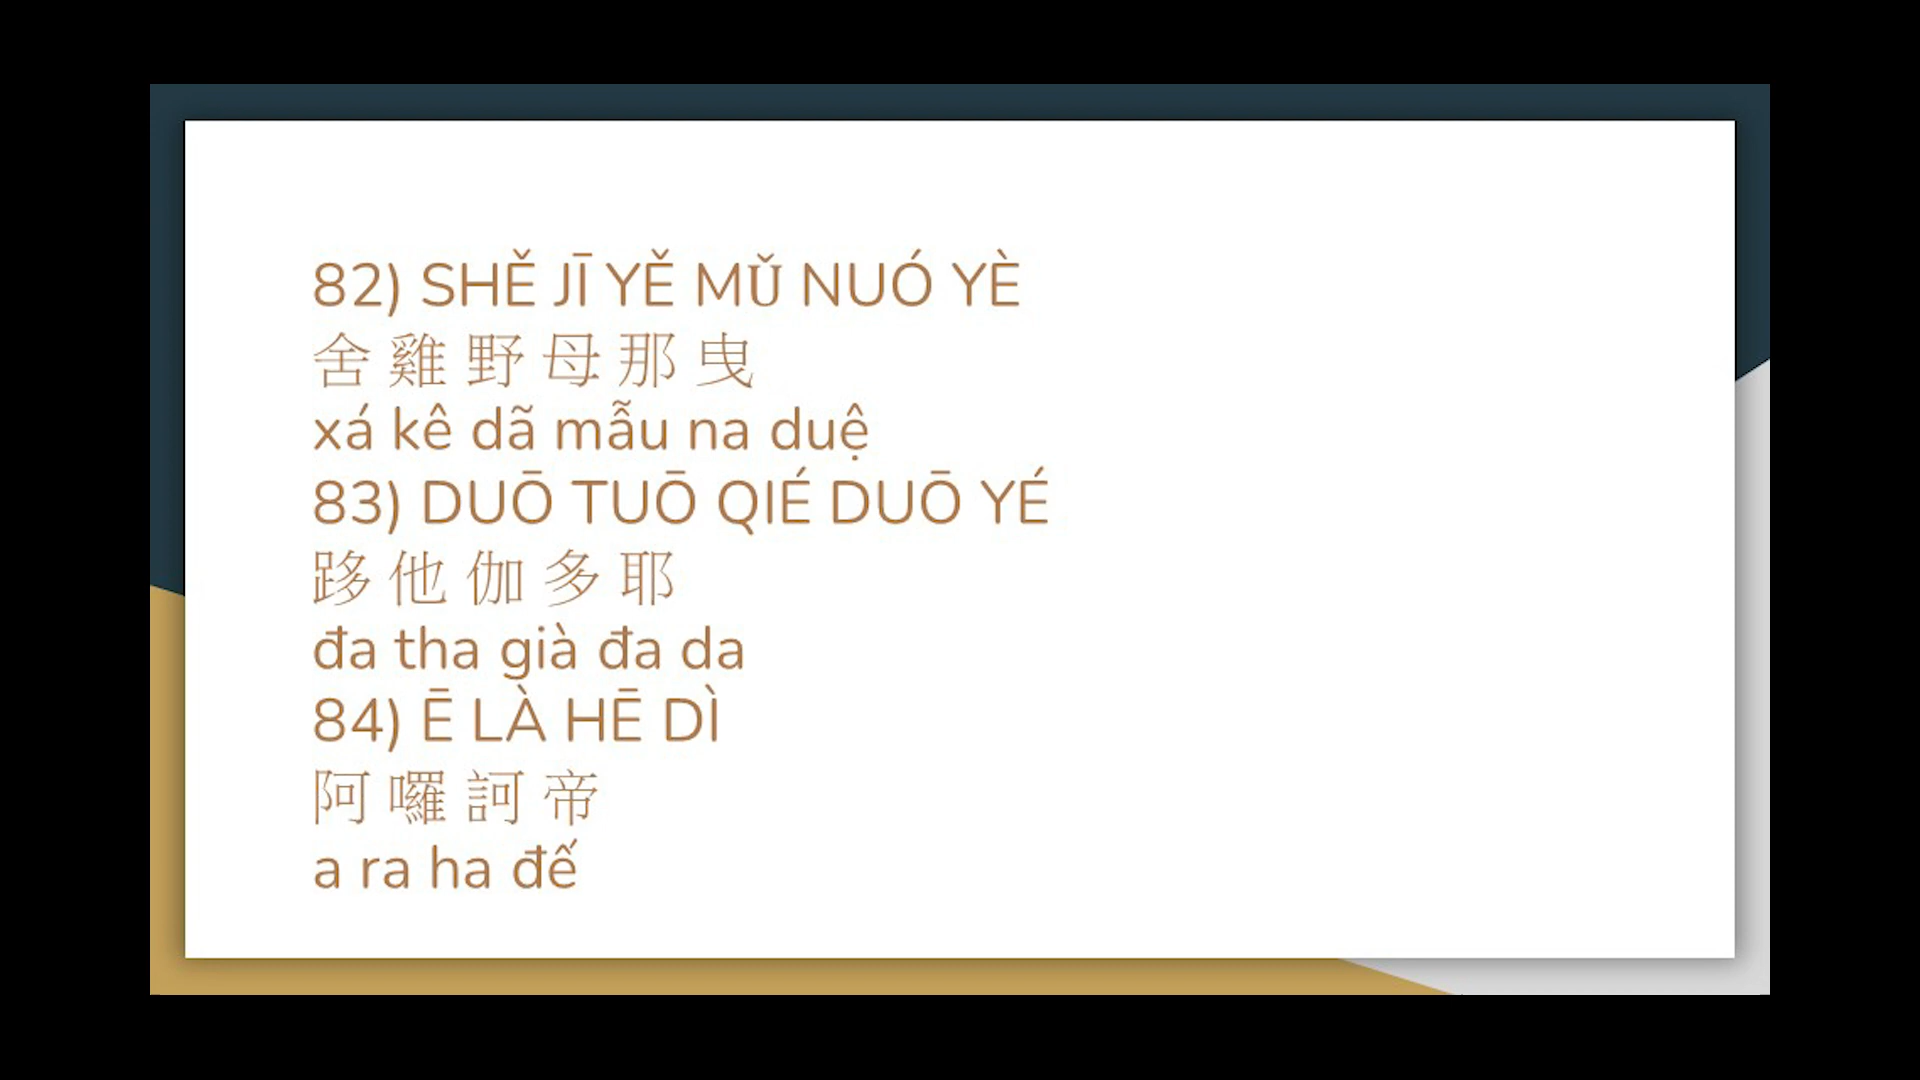 82) SHĚ JĪ YĚ MǓ NUÓ YÈ
舍 雞 野 母 那 曳
xá kê dã mẫu na duệ
83) DUŌ TUŌ QIÉ DUŌ YÉ
跢 他 伽 多 耶
đa tha già đa da
84) Ē LÀ HĒ DÌ
阿 囉 訶 帝
a ra ha đế